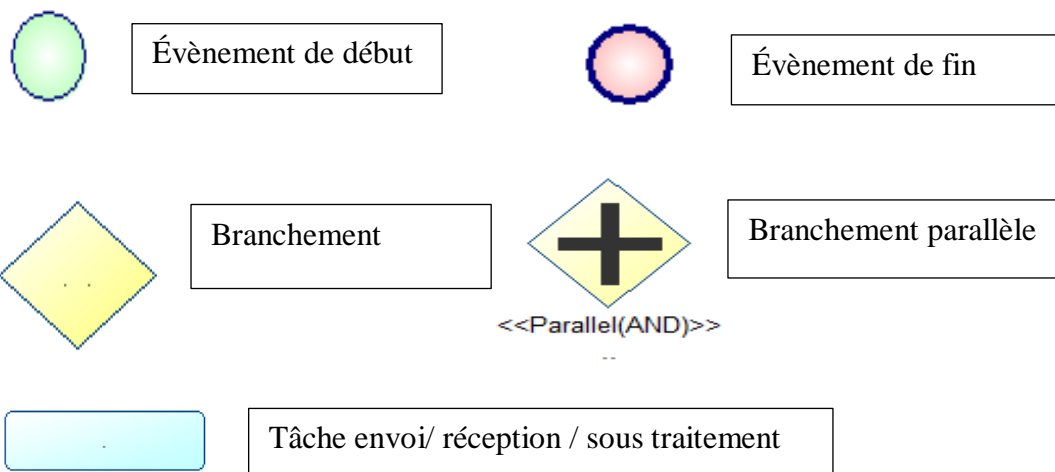 Évènement de début
Évènement de fin
Branchement
Branchement parallèle
<<Parallel(AND)>>
Tâche envoi/ réception / sous traitement